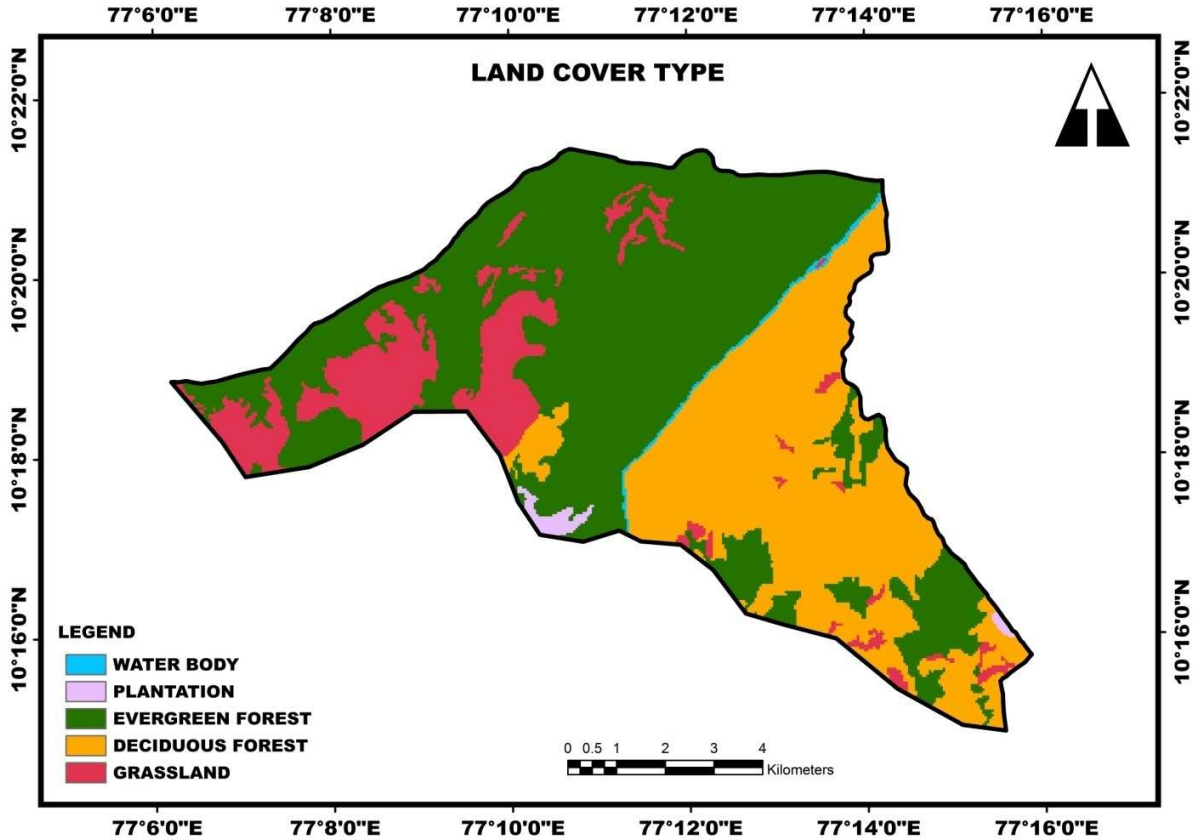 77°6'0"E 77°8'0"E 77°10'0"E 77°12'0"E 77°14'0"E 77°16'0"E
LAND COVER TYPE
10°22'0"N 10°22'0"N
10°20'0"N 10°20'0"N
10°18'0"N 10°18'0"N
10°16'0"N 10°16'0"N
LEGEND
WATER BODY
PLANTATION
EVERGREEN FOREST
DECIDUOUS FOREST
GRASSLAND
0 0.5 1 2 3 4
Kilometers
77°6'0"E 77°8'0"E 77°10'0"E 77°12'0"E 77°14'0"E 77°16'0"E